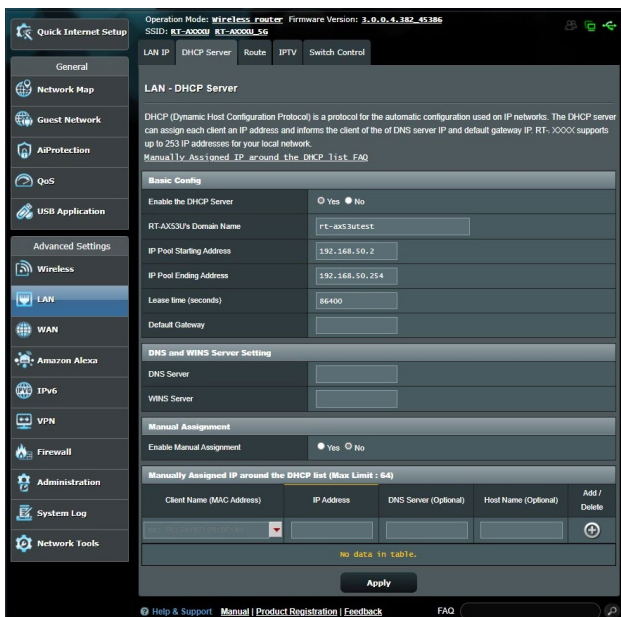 Operation Mode: Wireless router Firmware Version: 3.0.0.4.382_45386
SSID: RT-AXXXU RT-AXXXU_5G
Quick Internet Setup
General
Network Map
Guest Network
AiProtection
QoS
USB Application
Advanced Settings
Wireless
LAN
WAN
Amazon Alexa
IPv6
VPN
Firewall
Administration
System Log
Network Tools
LAN IP DHCP Server Route IPTV Switch Control
LAN - DHCP Server
DHCP (Dynamic Host Configuration Protocol) is a protocol for the automatic configuration used on IP networks. The DHCP server
can assign each client an IP address and informs the client of the of DNS server IP and default gateway IP. RT-. XXXX supports
up to 253 IP addresses for your local network.
Manually Assigned IP around the DHCP list FAQ
Basic Config
Enable the DHCP Server Yes No
RT-AX53U's Domain Name rt-ax53utest
IP Pool Starting Address 192.168.50.2
IP Pool Ending Address 192.168.50.254
Lease time (seconds) 86400
Default Gateway
DNS and WINS Server Setting
DNS Server
WINS Server
Manual Assignment
Enable Manual Assignment Yes No
Manually Assigned IP around the DHCP list (Max Limit : 64)
Client Name (MAC Address) IP Address DNS Server (Optional) Host Name (Optional) Add / Delete
No data in table.
Apply
Help & Support Manual | Product Registration | Feedback FAQ